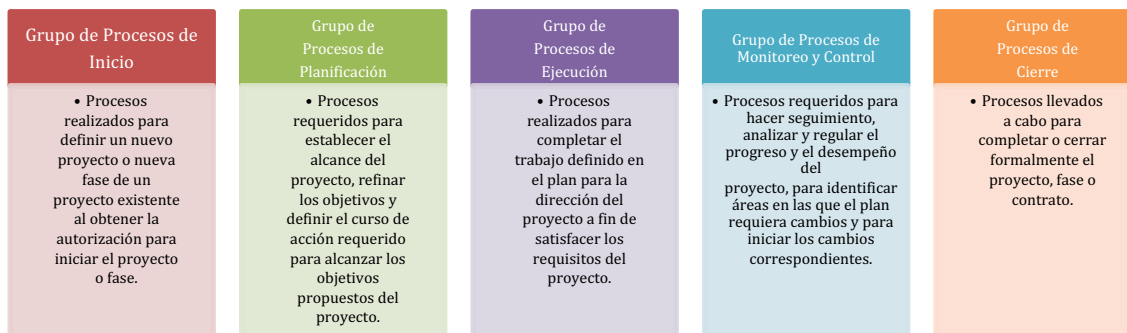 Grupo de Procesos de
Inicio
• Procesos
realizados para
definir un nuevo
proyecto o nueva
fase de un
proyecto existente
al obtener la
autorización para
iniciar el proyecto
o fase.
Grupo de
Procesos de
Planificación
• Procesos
requeridos para
establecer el
alcance del
proyecto, refinar
los objetivos y
definir el curso de
acción requerido
para alcanzar los
objetivos
propuestos del
proyecto.
Grupo de
Procesos de
Ejecución
• Procesos
realizados para
completar el
trabajo definido en
el plan para la
dirección del
proyecto a fin de
satisfacer los
requisitos del
proyecto.
Grupo de Procesos de
Monitoreo y Control
• Procesos requeridos para
hacer seguimiento,
analizar y regular el
progreso y el desempeño
del
proyecto, para identificar
áreas en las que el plan
requiera cambios y para
iniciar los cambios
correspondientes.
Grupo de
Procesos de
Cierre
• Procesos llevados
a cabo para
completar o cerrar
formalmente el
proyecto, fase o
contrato.